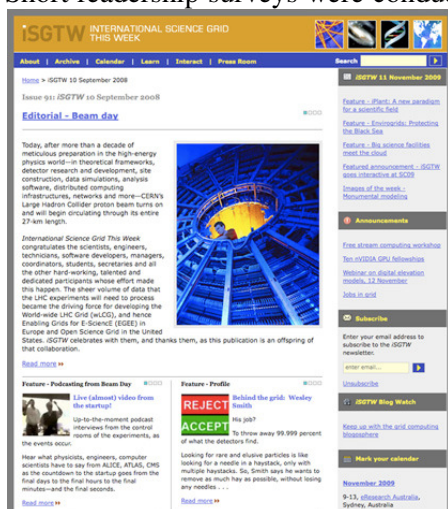 Short leadership surveys were condu
iSGTW INTERNATIONAL SCIENCE GRID
THIS WEEK
About | Archive | Calendar | Learn | Interact | Press Room
Search
Home > iSGTW 10 September 2008
Issue 91: iSGTW 10 September 2008
Editorial - Beam day
Today, after more than a decade of
meticulous preparation in the high-energy
physics world—in theoretical frameworks,
detector research and development, site
construction, data simulations, analysis
software, distributed computing
infrastructures, networks and more—CERN's
Large Hadron Collider proton beam turns on
and will begin circulating through its entire
27-km length.
International Science Grid This Week
congratulates the scientists, engineers,
technicians, software developers, managers,
coordinators, students, secretaries and all
the other hard-working, talented and
dedicated participants whose effort made
this happen. The sheer volume of data that
the LHC experiments will need to process
became the driving force for developing the
World-wide LHC Grid (wLCG), and hence
Enabling Grids for E-SciencE (EGEE) in
Europe and Open Science Grid in the United
States. iSGTW celebrates with them, and thanks them, as this publication is an offspring of
that collaboration.
Read more
Feature - Podcasting from Beam Day
Live (almost) video from
the startup!
Up-to-the-moment podcast
interviews from the control
rooms of the experiments, as
the events occur.
Hear what physicists, engineers, computer
scientists have to say from ALICE, ATLAS, CMS
as the countdown to startup goes from the
final days to the final hours to the final
minutes—and the final seconds.
Read more
Feature - Profile
REJECT
ACCEPT
Behind the grid: Wesley
Smith
His job?
To throw away 99.999 percent
of what the detectors find.
Looking for rare and elusive particles is like
looking for a needle in a haystack, only with
multiple haystacks. So, Smith says he wants to
remove as much hay as possible, without losing
any needles . . .
Read more
iSGTW 11 November 2009
Feature - iPlant: A new paradigm
for a scientific field
Feature - Envirogrids: Protecting
the Black Sea
Feature - Big science facilities
meet the cloud
Featured announcement - iSGTW
goes interactive at SC09
Images of the week -
Monumental modeling
Announcements
Free stream computing workshop
Ten nVIDIA GPU fellowships
Webinar on digital elevation
models, 12 November
Jobs in grid
Subscribe
Enter your email address to
subscribe to the iSGTW
newsletter.
enter email...
Unsubscribe
iSGTW Blog Watch
Keep up with the grid computing
blogosphere
Mark your calendar
November 2009
9-13, eResearch Australia,
Sydney, Australia